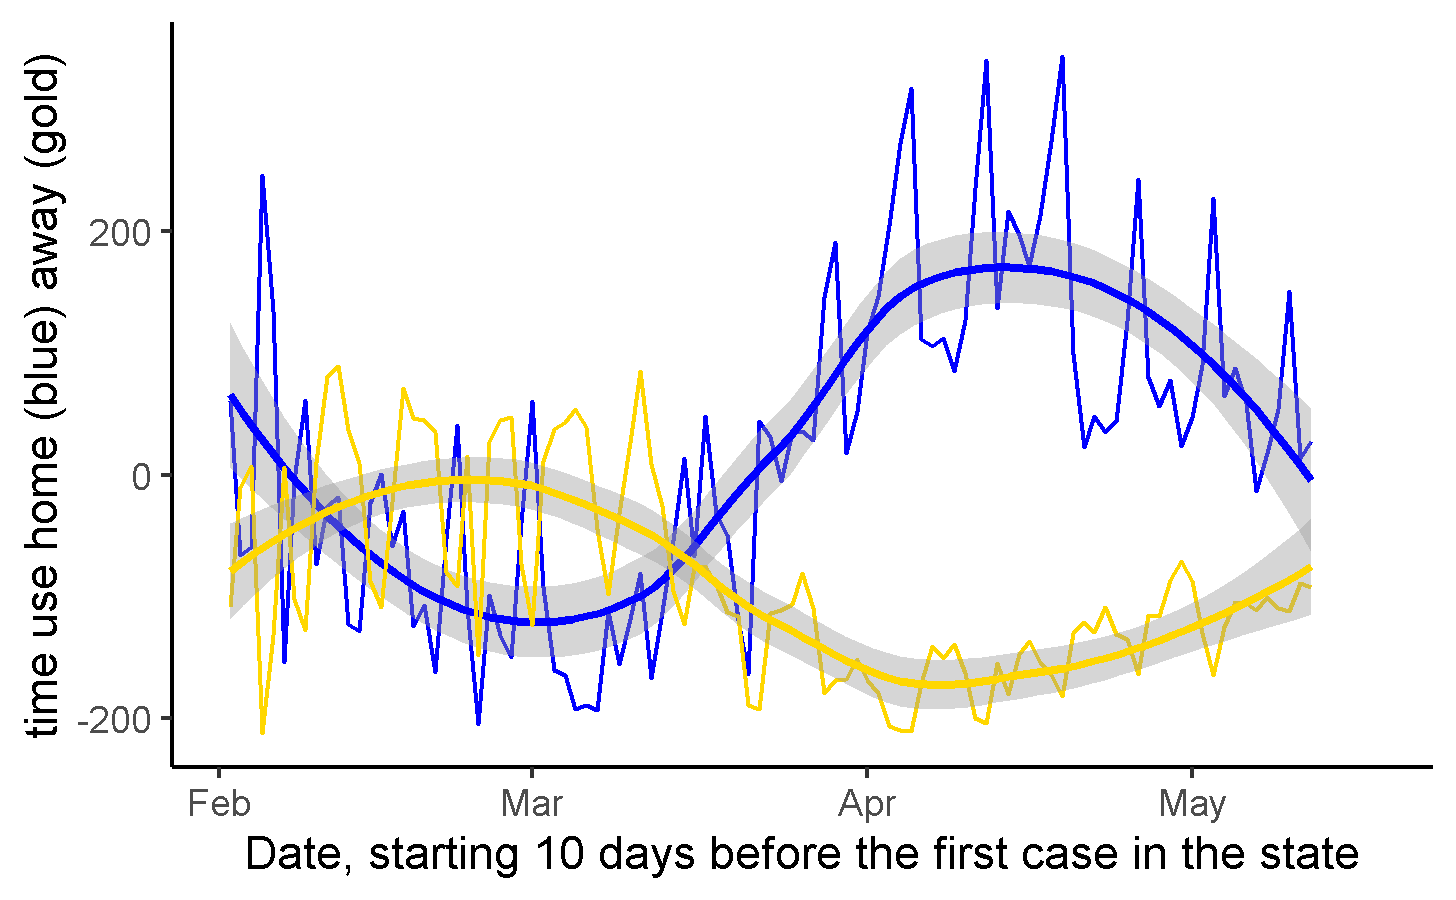 time use home (blue) away (gold)
200
0
-200
Feb
Mar
Apr
May
Date, starting 10 days before the first case in the state